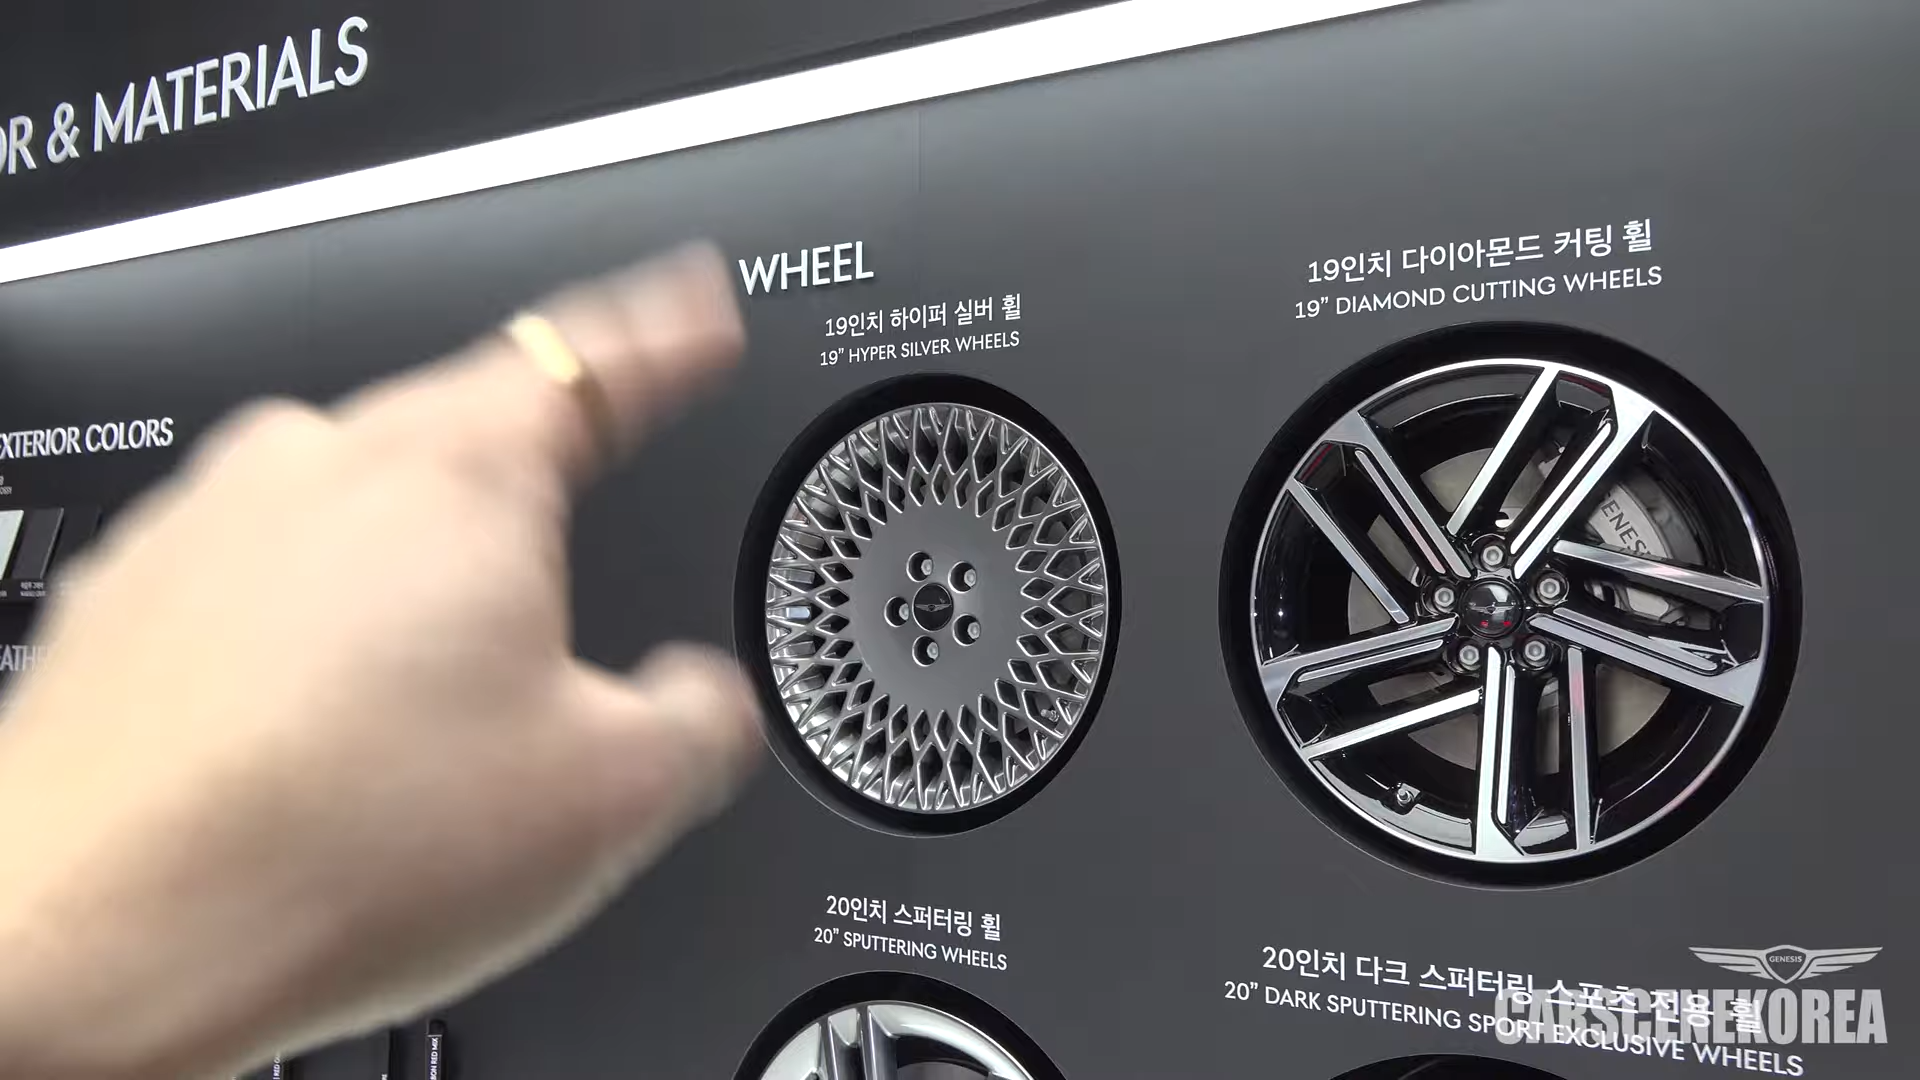 OR & MATERIALS
WHEEL
19인치 하이퍼 실버 휠
19” HYPER SILVER WHEELS
19인치 다이아몬드 커팅 휠
19” DIAMOND CUTTING WHEELS
EXTERIOR COLORS
GENESIS
EATHE
20인치 스퍼터링 휠
20” SPUTTERING WHEELS
20인치 다크 스퍼터링 스포츠 전용 휠
20” DARK SPUTTERING SPORT EXCLUSIVE WHEELS
GENESIS
CARSCENEKOREA